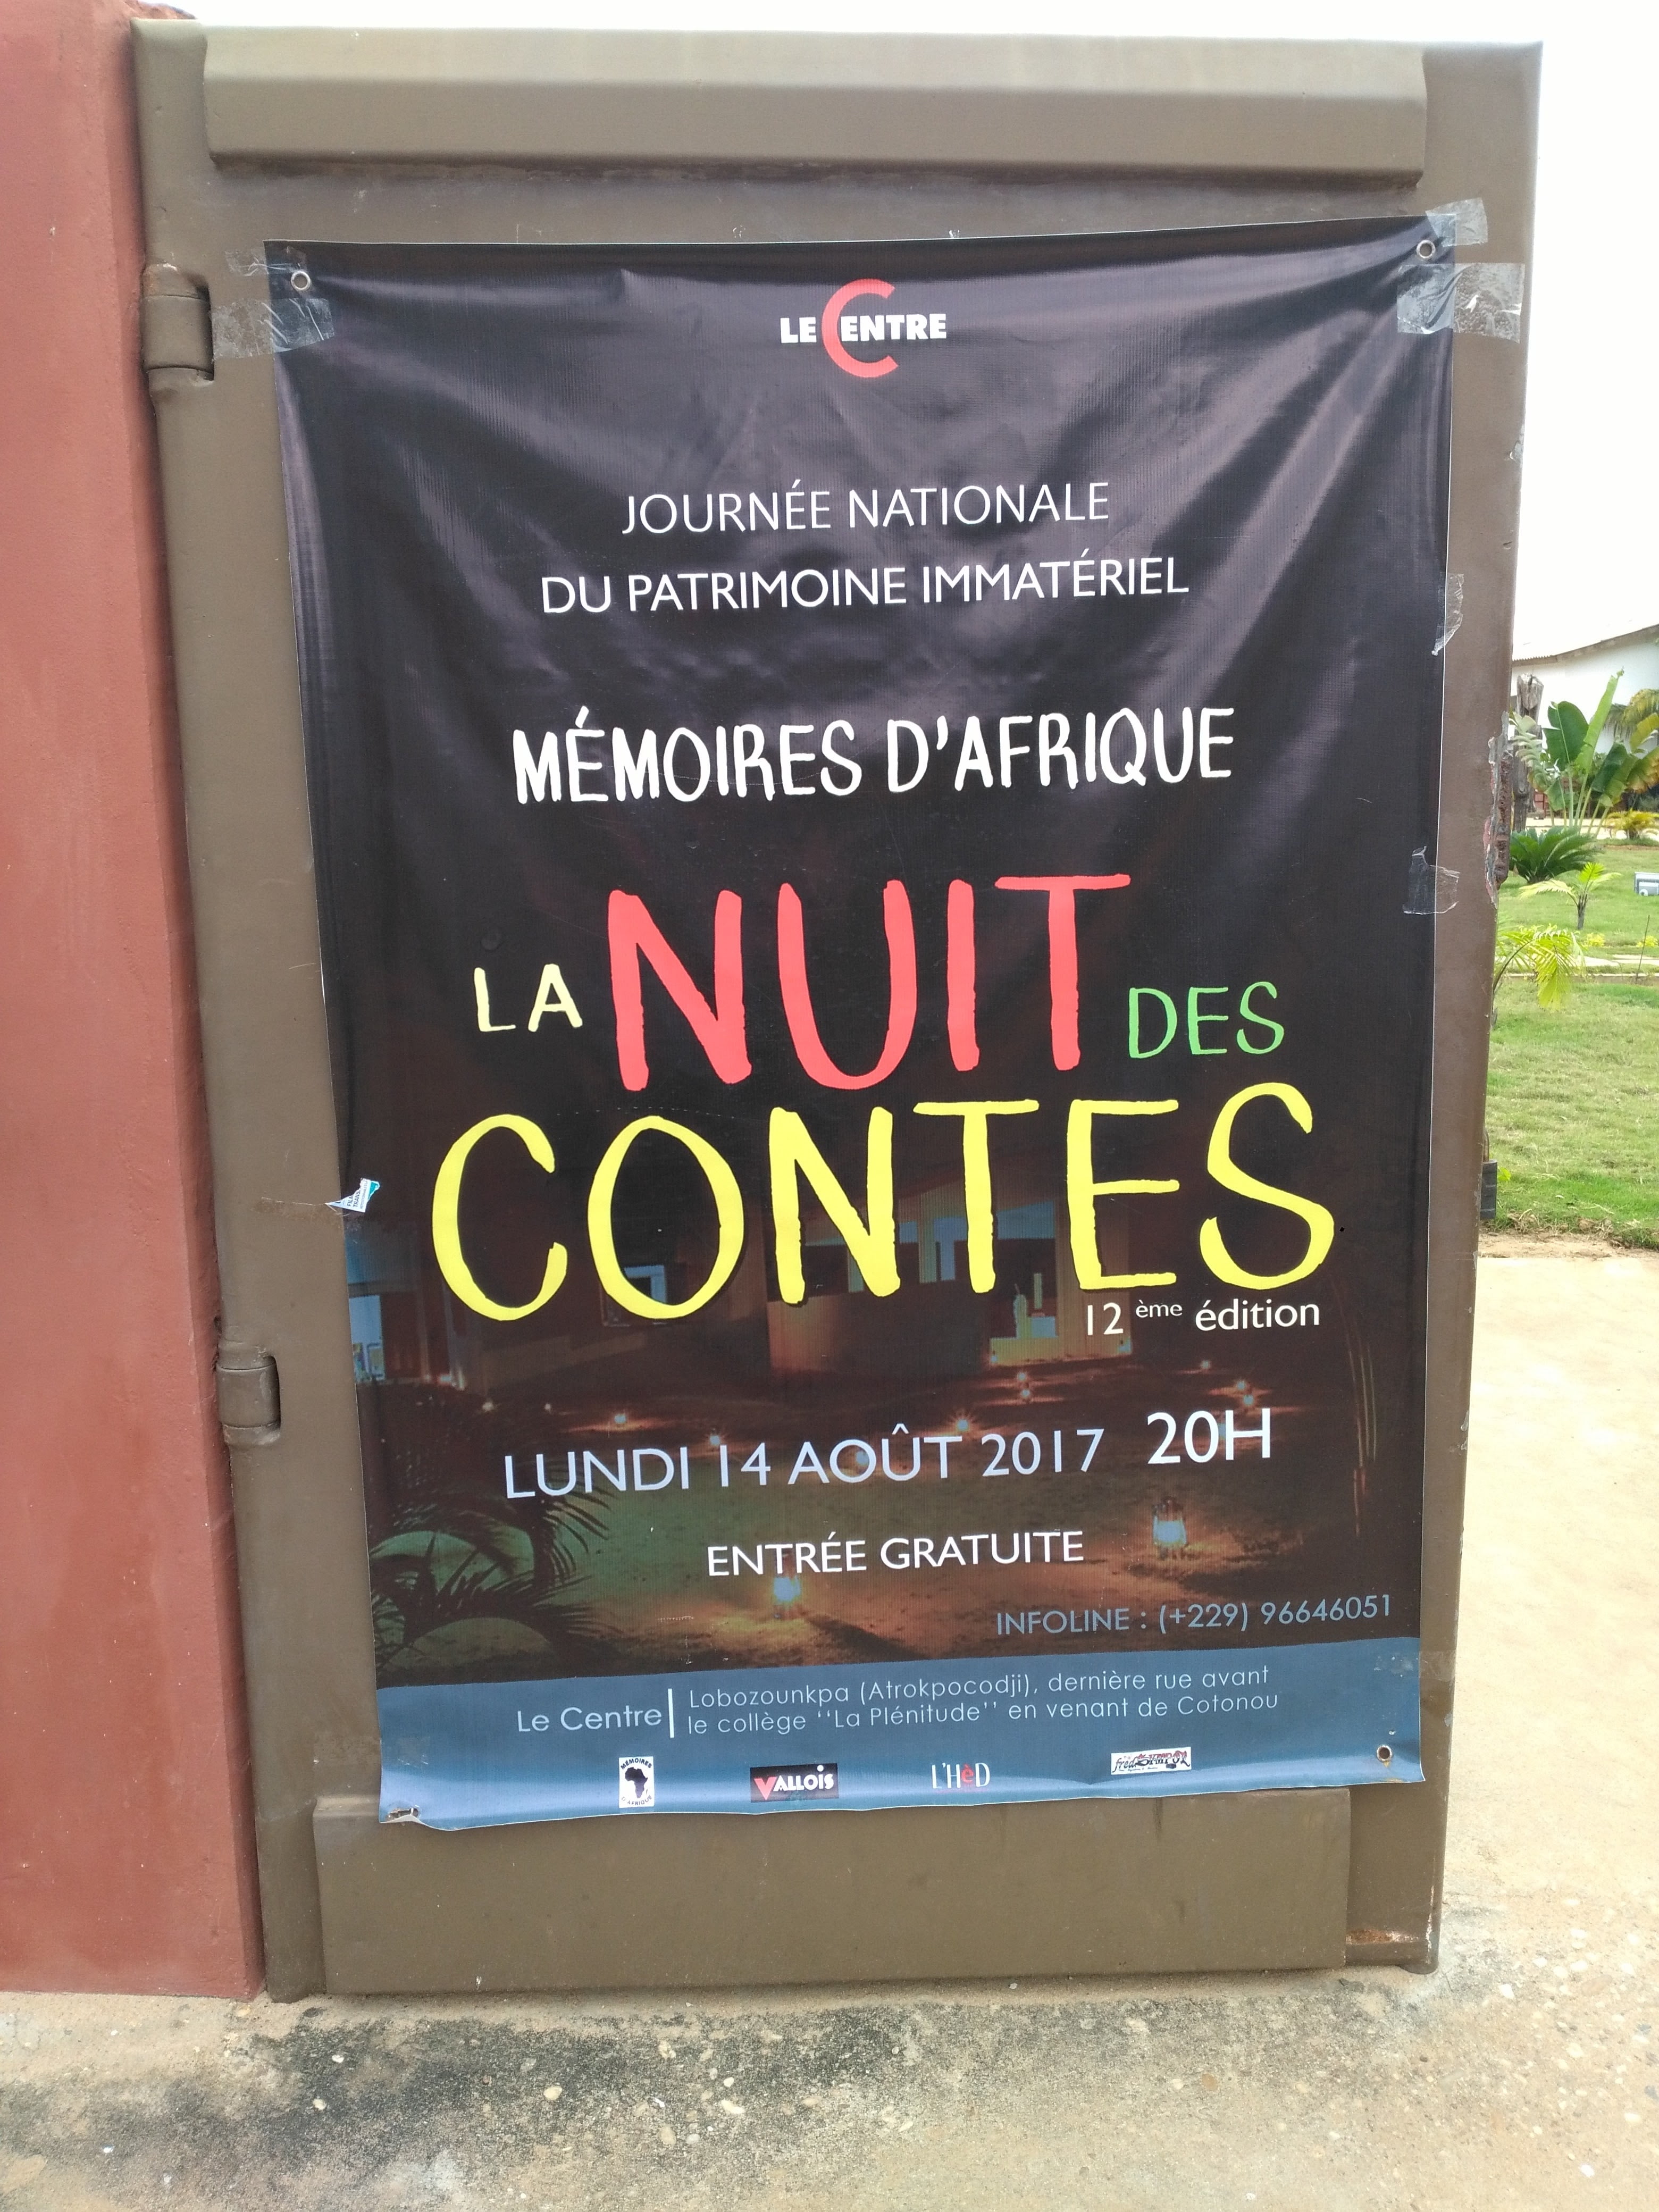 LE CENTRE
JOURNÉE NATIONALE
DU PATRIMOINE IMMATÉRIEL
MÉMOIRES D'AFRIQUE
LA NUIT DES
CONTES
12 ème édition
LUNDI 14 AOÛT 2017 20H
ENTRÉE GRATUITE
INFOLINE : (+229) 96646051
Le Centre
Lobozounkpa (Atrokpocodji), dernière rue avant
le collège ''La Plénitude'' en venant de Cotonou
MÉMOIRES
D'AFRIQUE
VALLOIS
L'HèD